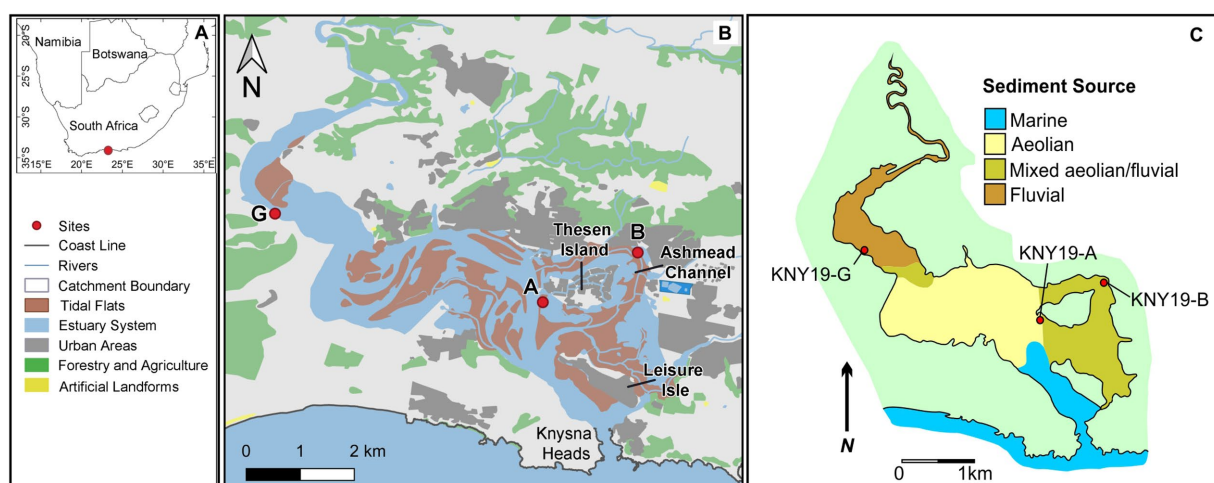 A
Namibia
Botswana
South Africa
20°S
25°S
30°S
35°S
15°E
20°E
25°E
30°E
35°E
Sites
Coast Line
Rivers
Catchment Boundary
Tidal Flats
Estuary System
Urban Areas
Forestry and Agriculture
Artificial Landforms
B
N
G
Thesen
Island
B
Ashmead
Channel
A
Leisure
Isle
Knysna
Heads
0 1 2 km
C
Sediment Source
Marine
Aeolian
Mixed aeolian/fluvial
Fluvial
KNY19-G
KNY19-A
KNY19-B
N
0 1km